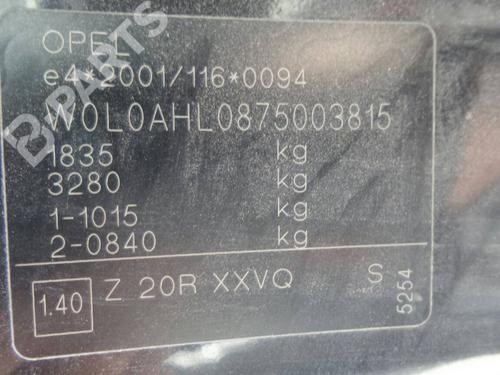 OPEL
e4*2001/116*0094
W0L0AHL0875003815
1835 kg
3280 kg
1-1015 kg
2-0840 kg
1.40 Z 20R XXVQ S
5254
B-PARTS